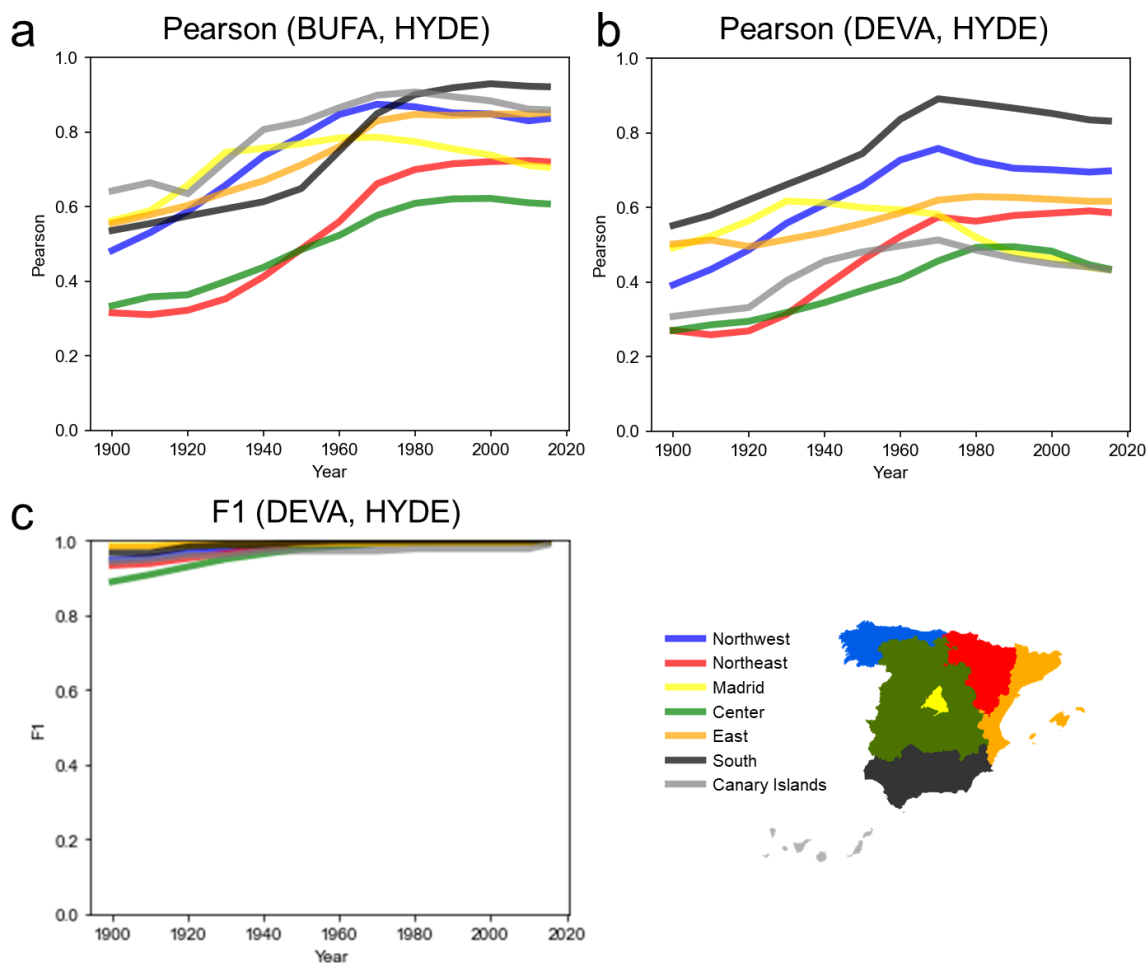 a
Pearson (BUFA, HYDE)
1.0
0.8
0.6
0.4
0.2
0.0
Pearson
1900 1920 1940 1960 1980 2000 2020
Year
b
Pearson (DEVA, HYDE)
1.0
0.8
0.6
0.4
0.2
0.0
Pearson
1900 1920 1940 1960 1980 2000 2020
Year
c
F1 (DEVA, HYDE)
1.0
0.8
0.6
0.4
0.2
0.0
F1
1900 1920 1940 1960 1980 2000 2020
Year
Northwest
Northeast
Madrid
Center
East
South
Canary Islands